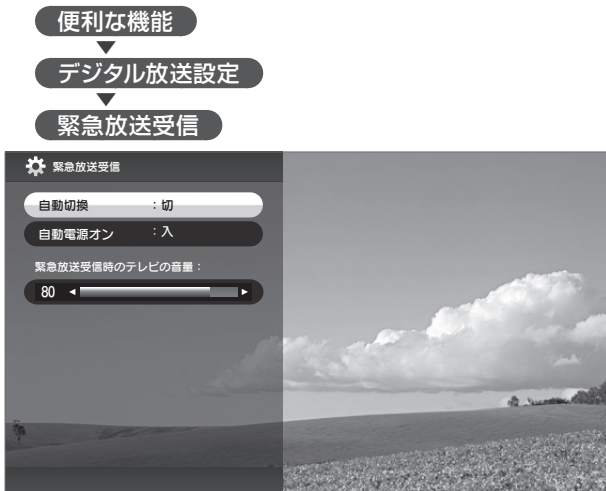 便利な機能
デジタル放送設定
緊急放送受信
緊急放送受信
自動切換 ：切
自動電源オン ：入
緊急放送受信時のテレビの音量：
80